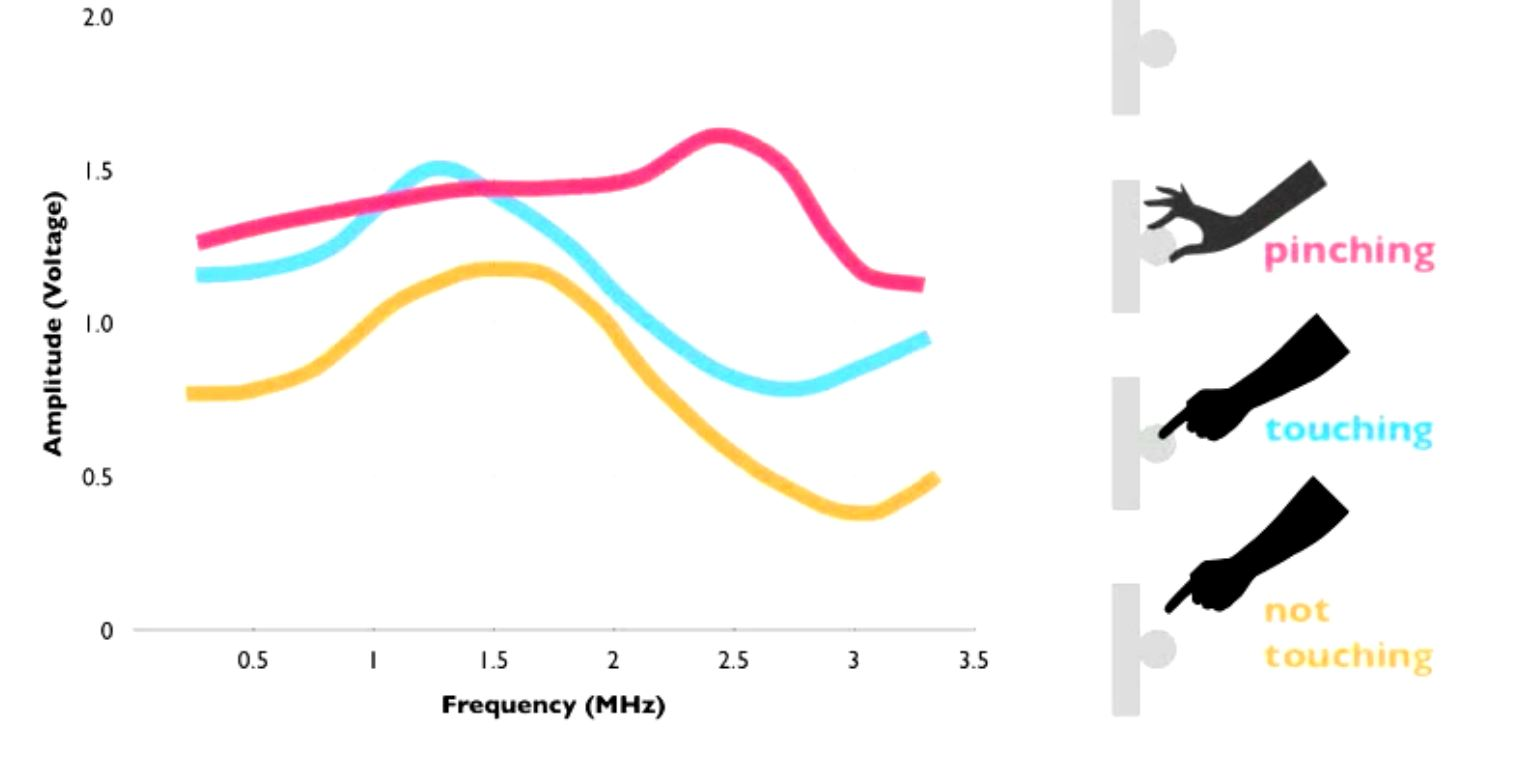 2.0
1.5
1.0
0.5
0
Amplitude (Voltage)
0.5 1 1.5 2 2.5 3 3.5
Frequency (MHz)
pinching
touching
not
touching